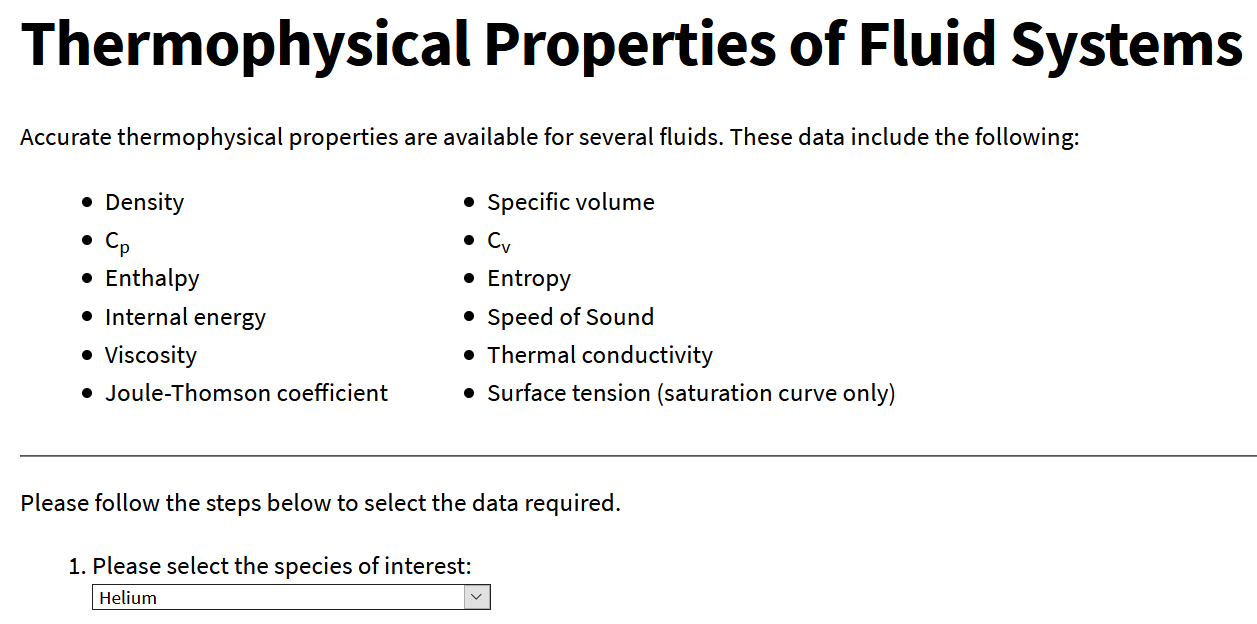 Thermophysical Properties of Fluid Systems
Accurate thermophysical properties are available for several fluids. These data include the following:
• Density
• Cp
• Enthalpy
• Internal energy
• Viscosity
• Joule-Thomson coefficient
• Specific volume
• Cv
• Entropy
• Speed of Sound
• Thermal conductivity
• Surface tension (saturation curve only)
Please follow the steps below to select the data required.
1. Please select the species of interest:
Helium